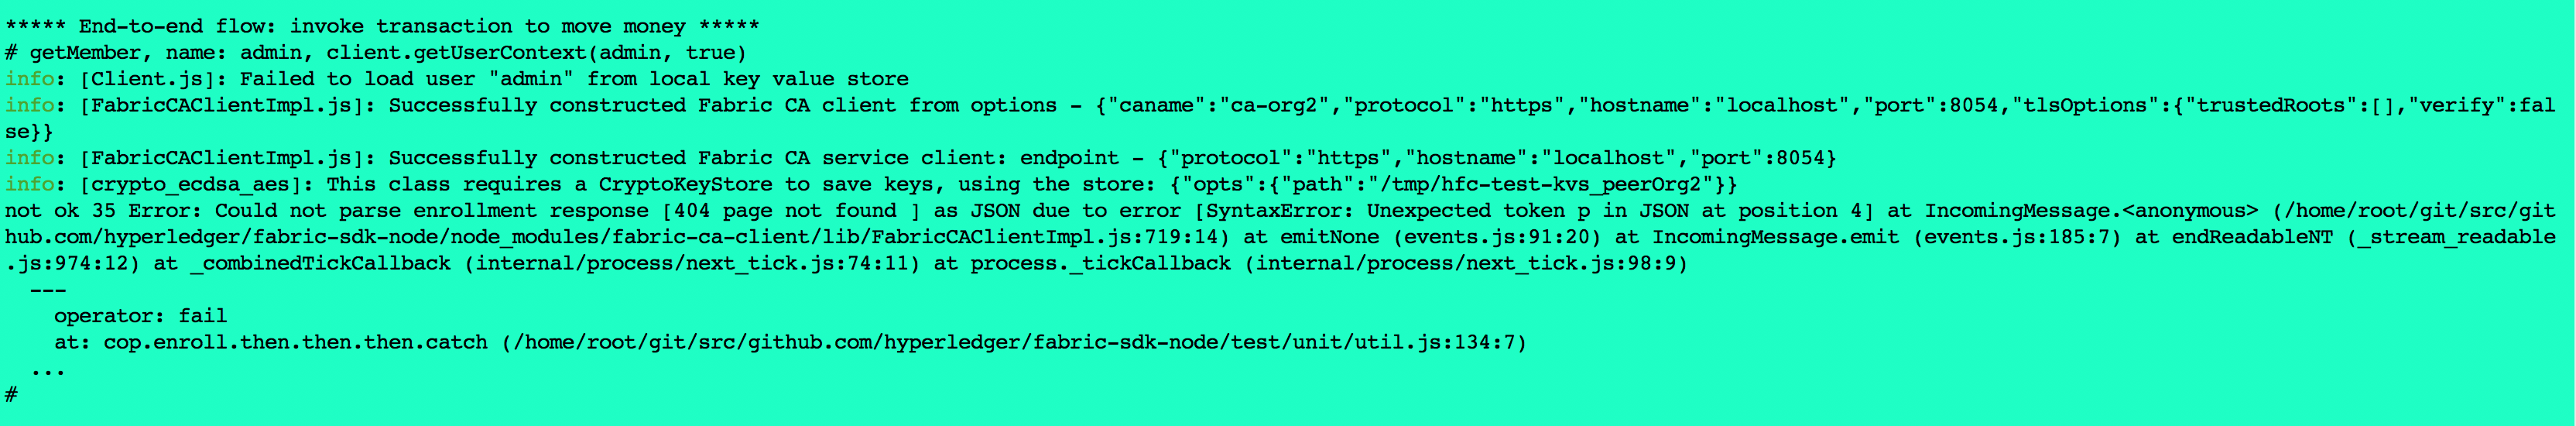 ***** End-to-end flow: invoke transaction to move money *****
# getMember, name: admin, client.getUserContext(admin, true)
info: [Client.js]: Failed to load user "admin" from local key value store
info: [FabricCAClientImpl.js]: Successfully constructed Fabric CA client from options - {"caname":"ca-org2","protocol":"https","hostname":"localhost","port":8054,"tlsOptions":{"trustedRoots":[],"verify":fal
se}}
info: [FabricCAClientImpl.js]: Successfully constructed Fabric CA service client: endpoint - {"protocol":"https","hostname":"localhost","port":8054}
info: [crypto_ecdsa_aes]: This class requires a CryptoKeyStore to save keys, using the store: {"opts":{"path":"/tmp/hfc-test-kvs_peerOrg2"}}
not ok 35 Error: Could not parse enrollment response [404 page not found ] as JSON due to error [SyntaxError: Unexpected token p in JSON at position 4] at IncomingMessage.<anonymous> (/home/root/git/src/git
hub.com/hyperledger/fabric-sdk-node/node_modules/fabric-ca-client/lib/FabricCAClientImpl.js:719:14) at emitNone (events.js:91:20) at IncomingMessage.emit (events.js:185:7) at endReadableNT (_stream_readable
.js:974:12) at _combinedTickCallback (internal/process/next_tick.js:74:11) at process._tickCallback (internal/process/next_tick.js:98:9)
  ---
    operator: fail
    at: cop.enroll.then.then.then.catch (/home/root/git/src/github.com/hyperledger/fabric-sdk-node/test/unit/util.js:134:7)
  ...
#